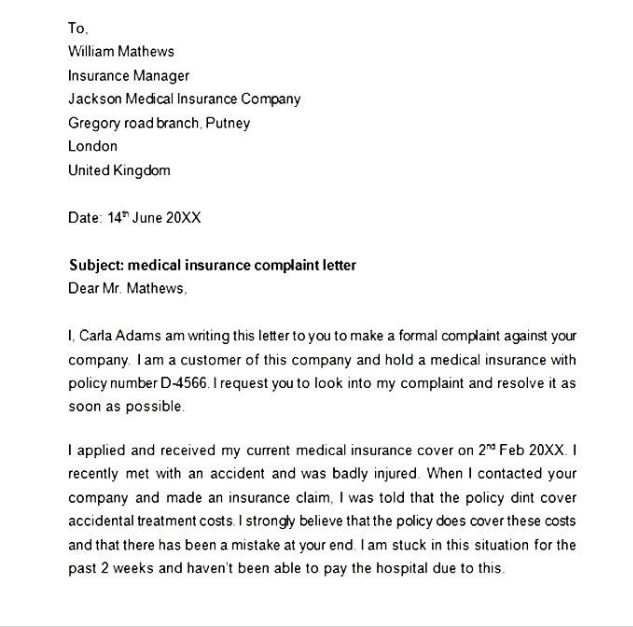 To,
William Mathews
Insurance Manager
Jackson Medical Insurance Company
Gregory road branch, Putney
London
United Kingdom
Date: 14th June 20XX
Subject: medical insurance complaint letter
Dear Mr. Mathews,
I, Carla Adams am writing this letter to you to make a formal complaint against your
company. I am a customer of this company and hold a medical insurance with
policy number D-4566. I request you to look into my complaint and resolve it as
soon as possible.
I applied and received my current medical insurance cover on 2nd Feb 20XX. I
recently met with an accident and was badly injured. When I contacted your
company and made an insurance claim, I was told that the policy dint cover
accidental treatment costs. I strongly believe that the policy does cover these costs
and that there has been a mistake at your end. I am stuck in this situation for the
past 2 weeks and haven't been able to pay the hospital due to this.